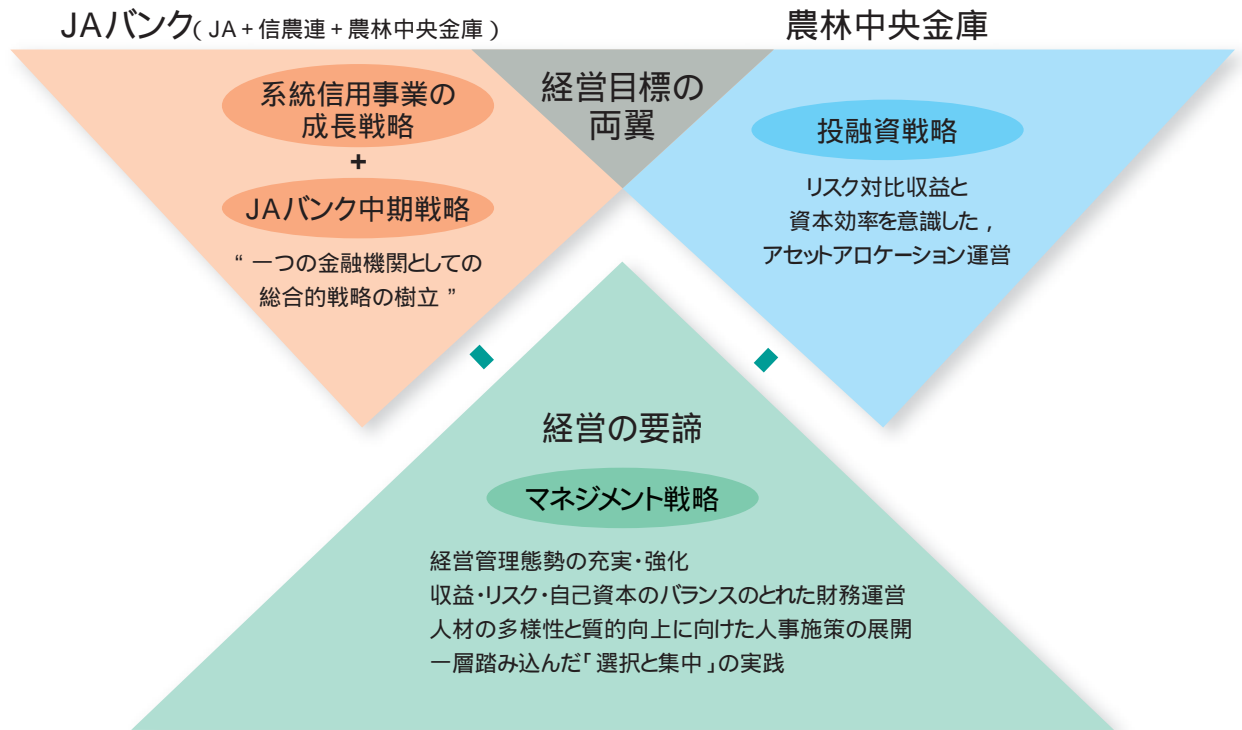 JAバンク( JA + 信農連 + 農林中央金庫 )
農林中央金庫
経営目標の
両翼
系統信用事業の
成長戦略
+
JAバンク中期戦略
“ 一つの金融機関としての
総合的戦略の樹立 ”
投融資戦略
リスク対比収益と
資本効率を意識した ,
アセットアロケーション運営
経営の要諦
マネジメント戦略
経営管理態勢の充実・強化
収益・リスク・自己資本のバランスのとれた財務運営
人材の多様性と質的向上に向けた人事施策の展開
一層踏み込んだ「 選択と集中 」の実践